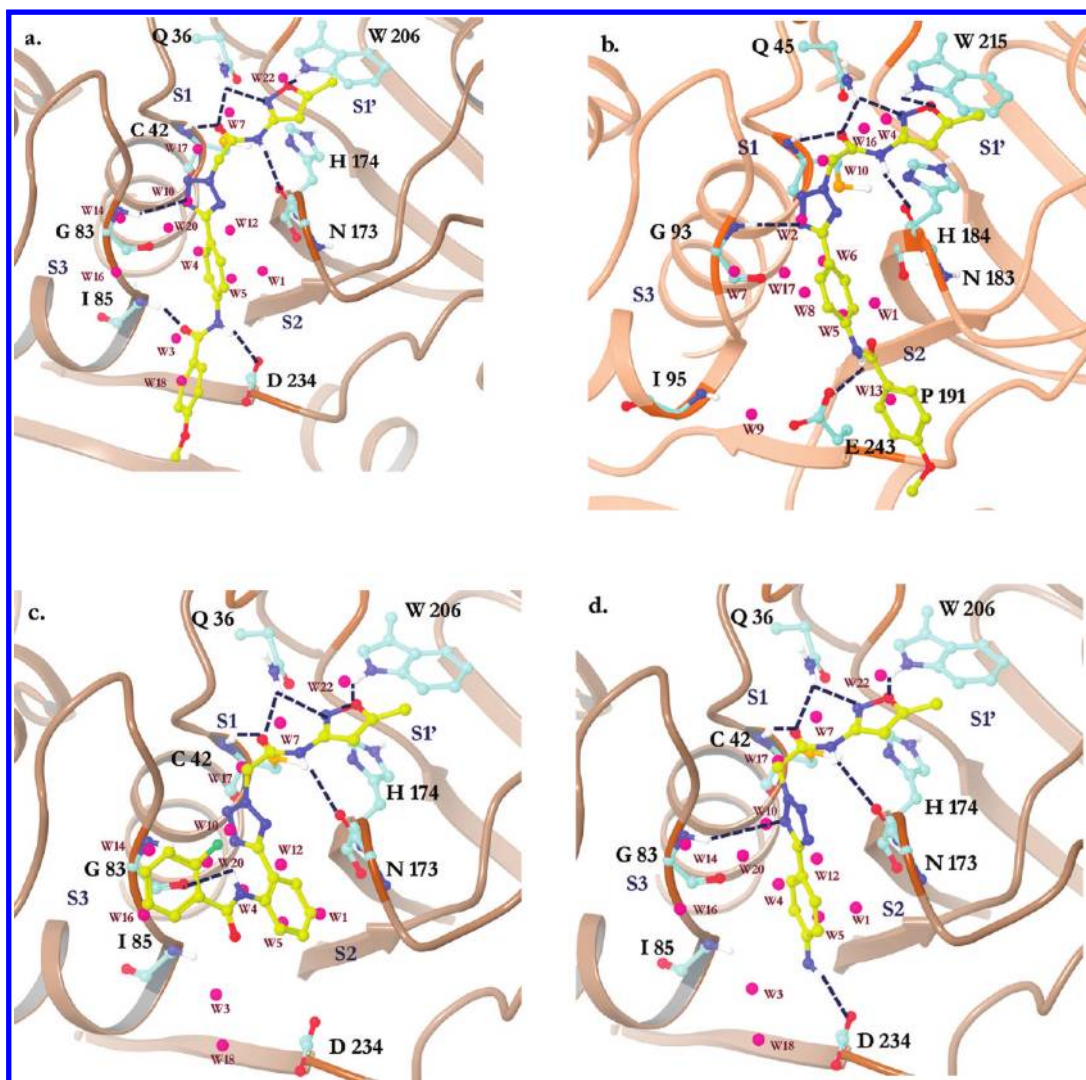 a.
Q 36
W 206
W22
S1
S1'
W7
C 42
W17
H 174
W10
W14
G 83
W20
W12
N 173
S3
W4
W16
W1
I 85
W5
S2
W3
W18
D 234
b.
Q 45
W 215
W4
S1
W16
S1'
W10
G 93
W2
H 184
W6
N 183
S3
W7
W17
W8
W1
W5
S2
I 95
W13
P 191
W9
E 243
c.
Q 36
W 206
W22
S1
W7
S1'
C 42
W17
H 174
W10
W14
G 83
W20
W12
N 173
S3
W16
W4
W1
I 85
W5
S2
W3
D 234
W18
d.
Q 36
W 206
W22
S1
S1'
W7
C 42
W17
H 174
W10
G 83
W14
W20
W12
N 173
S3
W4
W16
W1
S2
I 85
W5
W3
W18
D 234